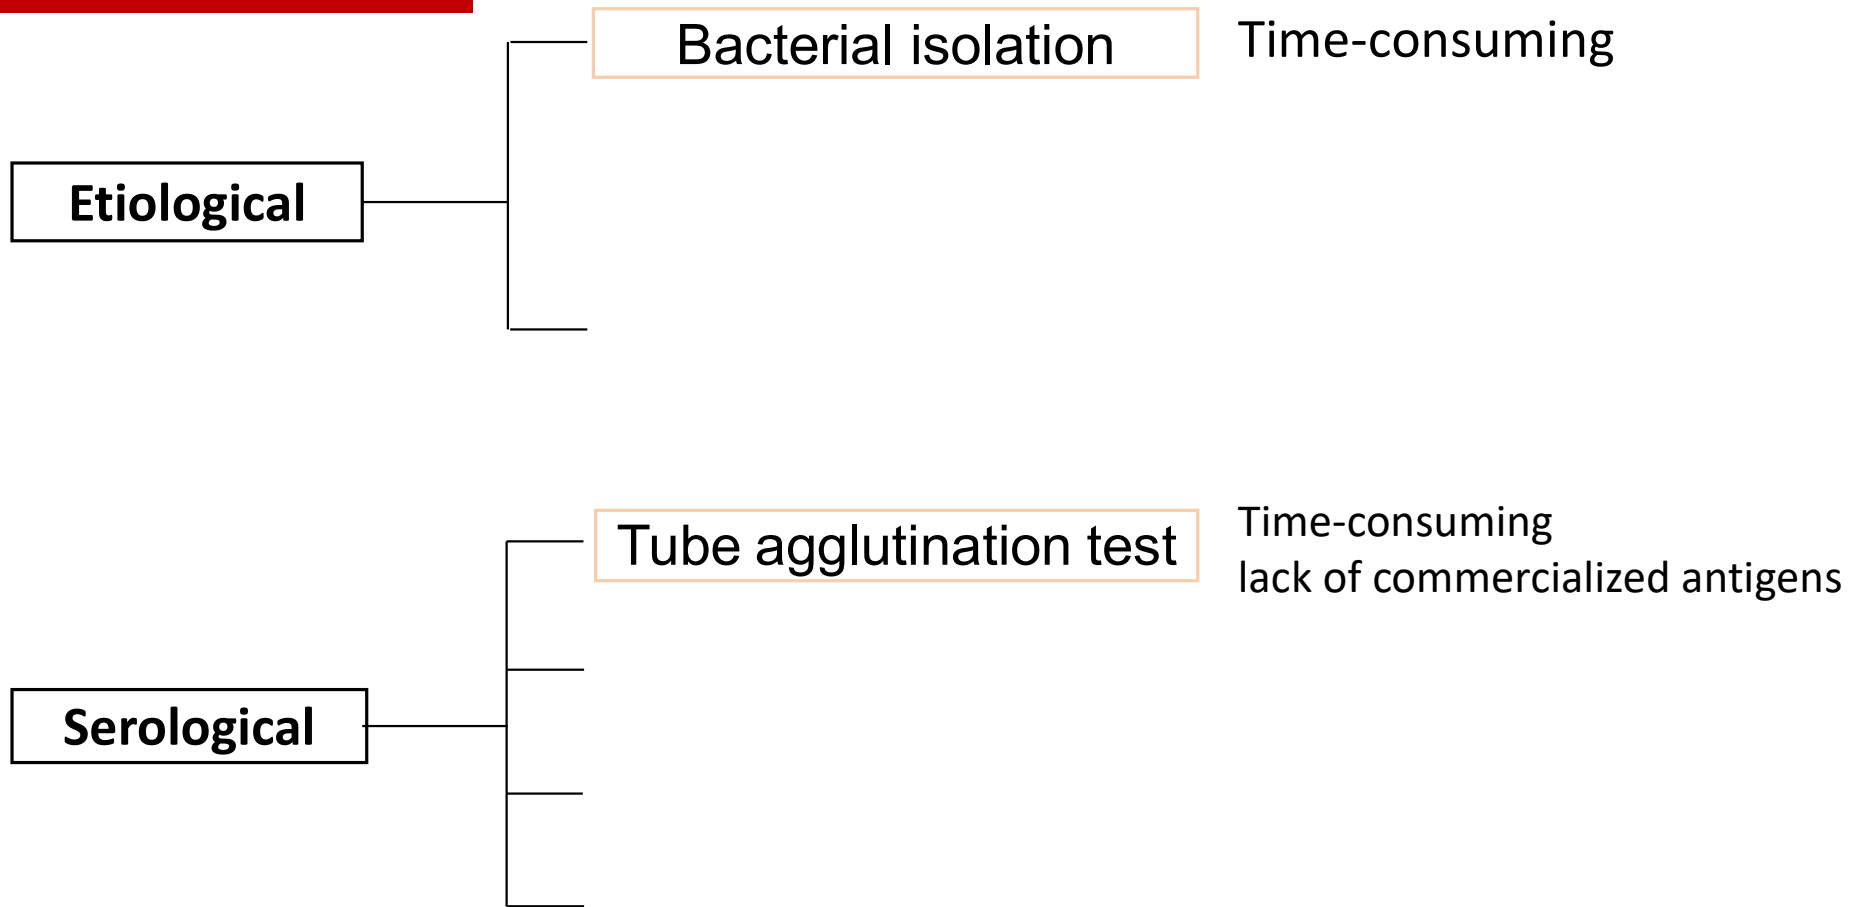 Bacterial isolation
Time-consuming
Etiological
Tube agglutination test
Time-consuming
lack of commercialized antigens
Serological